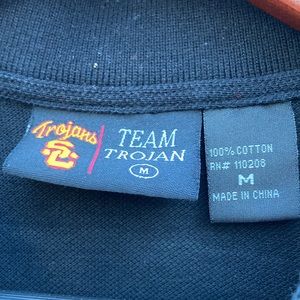 Trojans
SC
TEAM
TROJAN
M
100% COTTON
RN# 110208
M
MADE IN CHINA